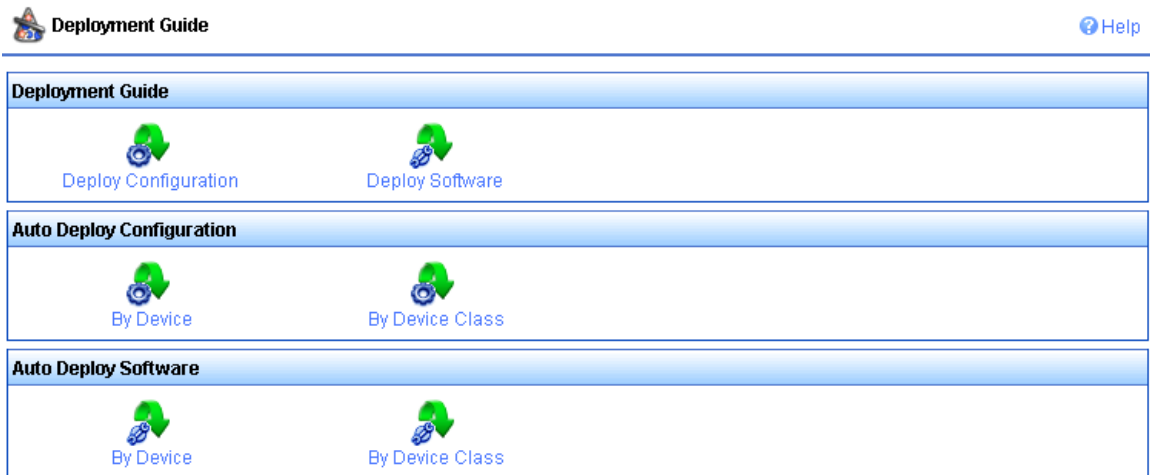 Deployment Guide
Help
Deployment Guide
Deploy Configuration
Deploy Software
Auto Deploy Configuration
By Device
By Device Class
Auto Deploy Software
By Device
By Device Class